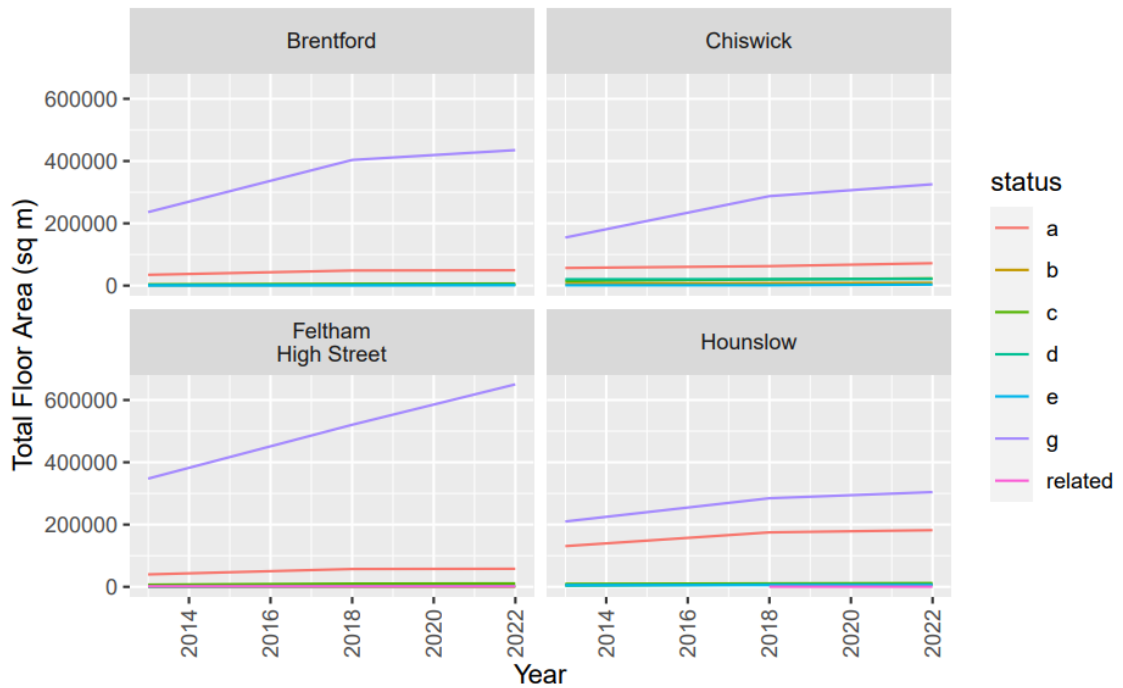 Brentford
Chiswick
600000
400000
200000
0
Feltham
High Street
Hounslow
600000
400000
200000
0
2014
2016
2018
2020
2022
2014
2016
2018
2020
2022
Year
Total Floor Area (sq m)
status
a
b
c
d
e
g
related